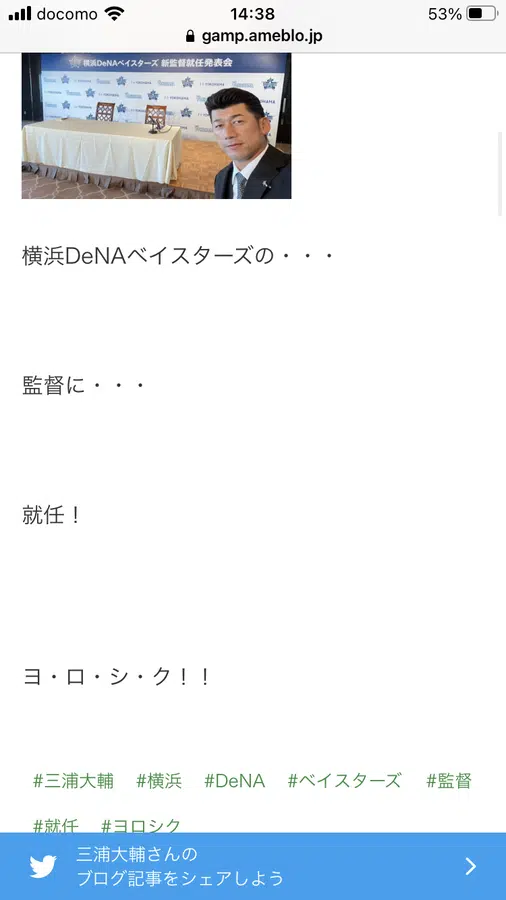 docomo 14:38 53%
gamp.ameblo.jp
横浜DeNAベイスターズ 新監督就任発表会
横浜DeNAベイスターズの・・・
監督に・・・
就任！
ヨ・ロ・シ・ク！！
#三浦大輔 #横浜 #DeNA #ベイスターズ #監督
#就任 #ヨロシク
三浦大輔さんの
ブログ記事をシェアしよう